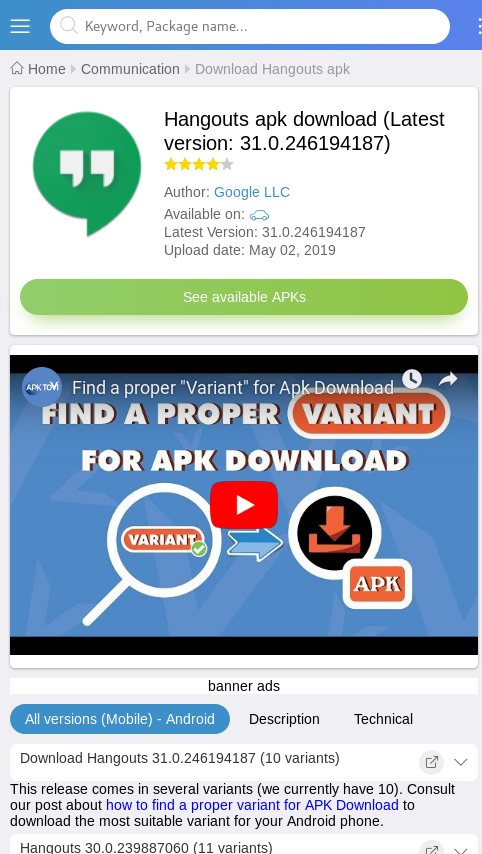 Keyword, Package name...
Home Communication Download Hangouts apk
Hangouts apk download (Latest
version: 31.0.246194187)
Author: Google LLC
Available on:
Latest Version: 31.0.246194187
Upload date: May 02, 2019
See available APKs
Find a proper "Variant" for Apk Download
FIND A PROPER VARIANT
FOR APK DOWNLOAD
VARIANT
APK
banner ads
All versions (Mobile) - Android Description Technical
Download Hangouts 31.0.246194187 (10 variants)
This release comes in several variants (we currently have 10). Consult
our post about how to find a proper variant for APK Download to
download the most suitable variant for your Android phone.
Hangouts 30.0.239887060 (11 variants)